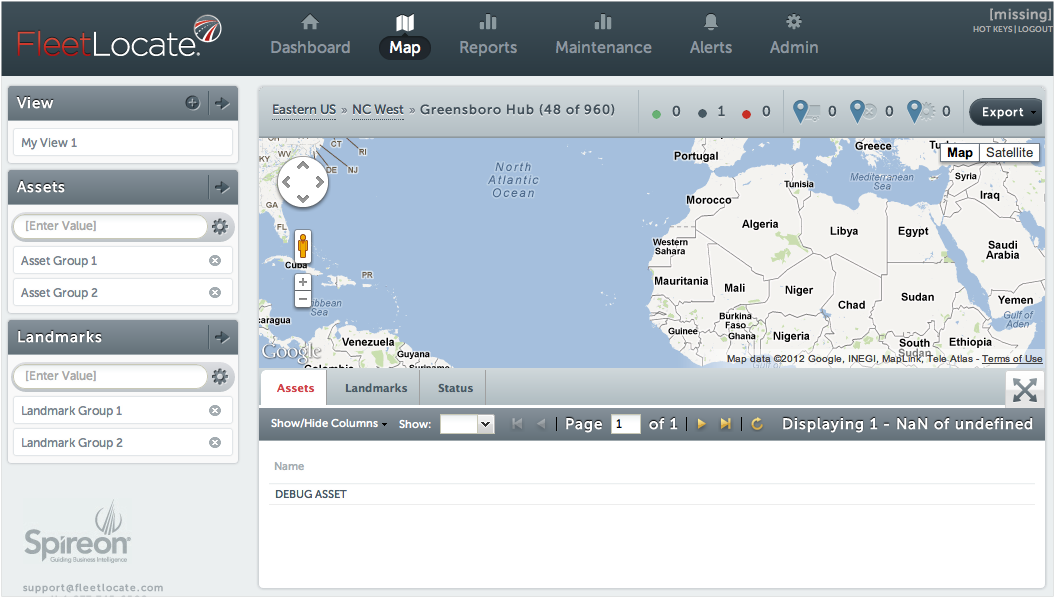 FleetLocate.
Dashboard
Map
Reports
Maintenance
Alerts
Admin
[missing]
HOT KEYS | LOGOUT
View
My View 1
Assets
[Enter Value]
Asset Group 1
Asset Group 2
Landmarks
[Enter Value]
Landmark Group 1
Landmark Group 2
Spireon
Guiding Business Intelligence
support@fleetlocate.com
Eastern US » NC West » Greensboro Hub (48 of 960)
0 1 0
0 0 0
Export
Map Satellite
CT
RI
WV
KY
DE NJ
GA
FL
Cuba
PR
North
Atlantic
Ocean
Venezuela
Guyana
Google
Portugal
Greece
Mediterranean
Sea
Tunisia
Syria
Iraq
Morocco
Algeria
Libya
Egypt
Western
Sahara
Saudi
Arabia
Mauritania
Mali
Niger
Chad
Sudan
Yemen
Gulf of
Aden
Burkina
Faso
Guinee
Ghana
Nigeria
South
Sudan
Ethiopia
Map data ©2012 Google, INEGI, MapLink, Tele Atlas - Terms of Use
Assets
Landmarks
Status
Show/Hide Columns
Show:
Page 1 of 1
Displaying 1 - NaN of undefined
Name
DEBUG ASSET